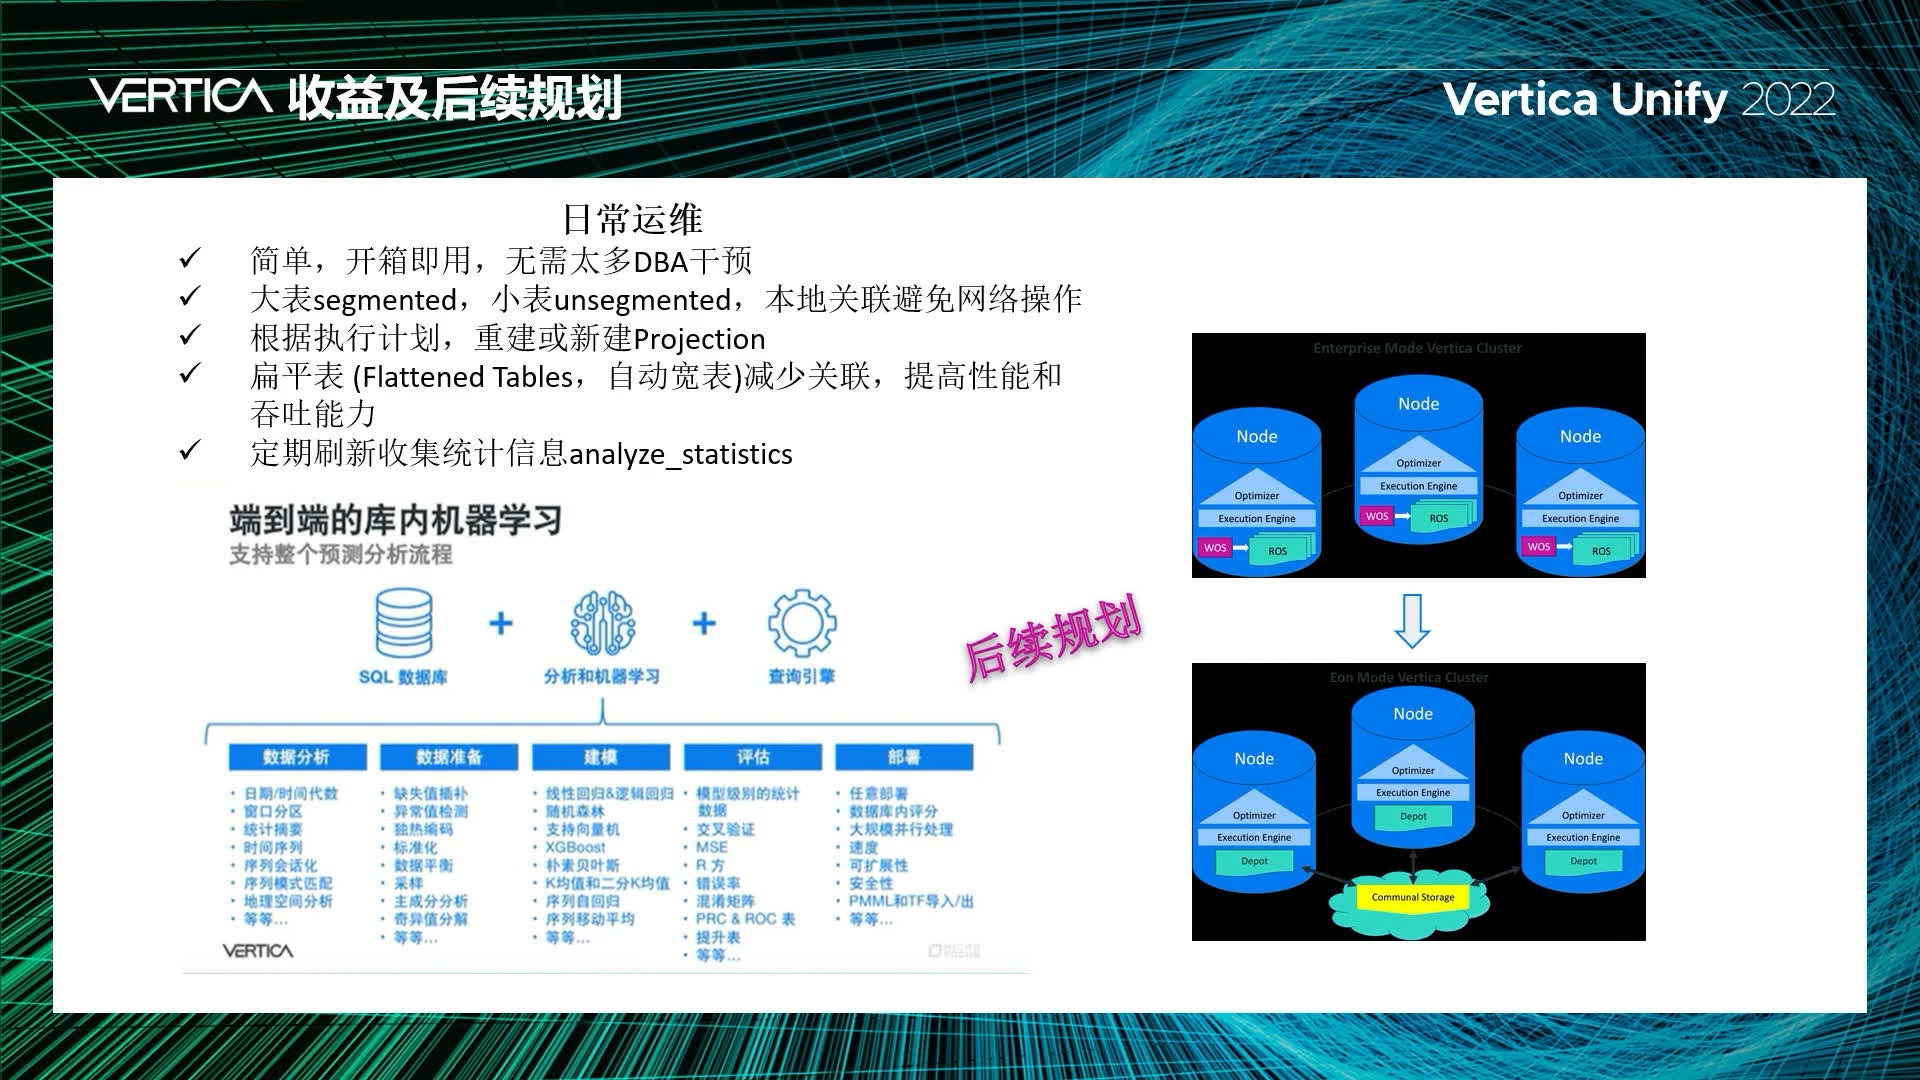 VERTICA 收益及后续规划
Vertica Unify 2022
日常运维
✓ 简单，开箱即用，无需太多DBA干预
✓ 大表segmented，小表unsegmented，本地关联避免网络操作
✓ 根据执行计划，重建或新建Projection
✓ 扁平表 (Flattened Tables，自动宽表)减少关联，提高性能和
吞吐能力
✓ 定期刷新收集统计信息analyze_statistics
端到端的库内机器学习
支持整个预测分析流程
SQL 数据库
+
分析和机器学习
+
查询引擎
数据分析
· 日期/时间代数
· 窗口分区
· 统计摘要
· 时间序列
· 序列会话化
· 序列模式匹配
· 地理空间分析
· 等等...
数据准备
· 缺失值插补
· 异常值检测
· 独热编码
· 标准化
· 数据平衡
· 采样
· 主成分分析
· 奇异值分解
· 等等...
建模
· 线性回归&逻辑回归
· 随机森林
· 支持向量机
· XGBoost
· 朴素贝叶斯
· K均值和二分K均值
· 序列自回归
· 序列移动平均
· 等等...
评估
· 模型级别的统计
数据
· 交叉验证
· MSE
· R 方
· 错误率
· 混淆矩阵
· PRC & ROC 表
· 提升表
· 等等...
部署
· 任意部署
· 数据库内评分
· 大规模并行处理
· 速度
· 可扩展性
· 安全性
· PMML和TF导入/出
· 等等...
VERTICA
后续规划
Enterprise Mode Vertica Cluster
Node
Optimizer
Execution Engine
WOS
ROS
Node
Optimizer
Execution Engine
WOS
ROS
Node
Optimizer
Execution Engine
WOS
ROS
Eon Mode Vertica Cluster
Node
Optimizer
Execution Engine
Depot
Node
Optimizer
Execution Engine
Depot
Node
Optimizer
Execution Engine
Depot
Communal Storage